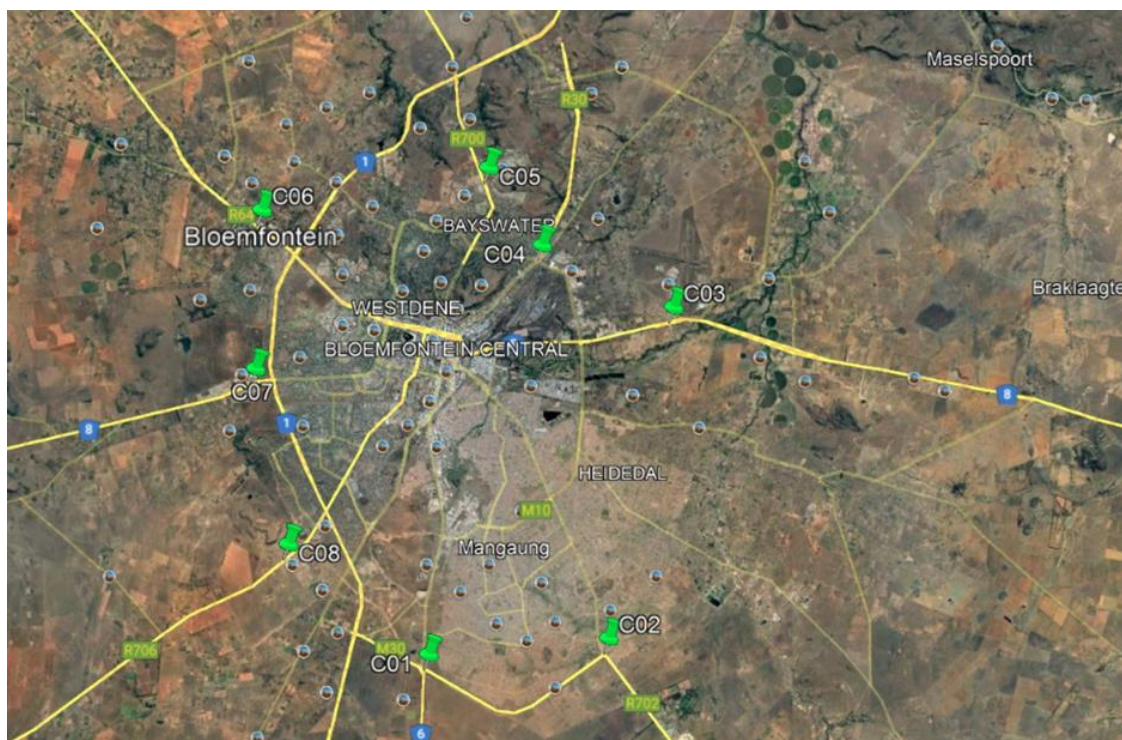 Maselspoort
R30
R700
1
C05
C06
R64
BAYSWATER
Bloemfontein
C04
C03
Braklaagte
WESTDENE
BLOEMFONTEIN CENTRAL
C07
8
8
1
HEIDEDAL
M10
C08
Mangaung
C02
M30
C01
R706
R702
6